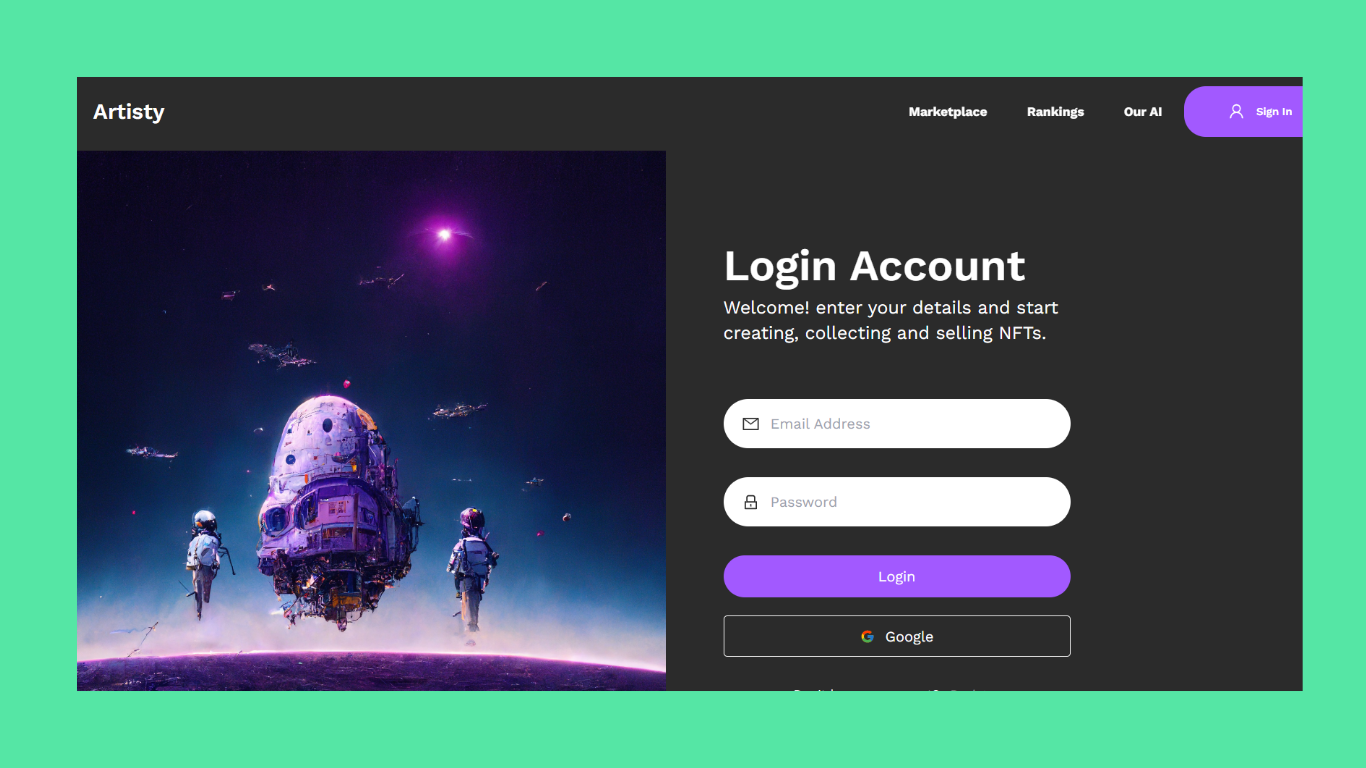 Artisty
Marketplace
Rankings
Our AI
Sign In
Login Account
Welcome! enter your details and start
creating, collecting and selling NFTs.
Email Address
Password
Login
Google